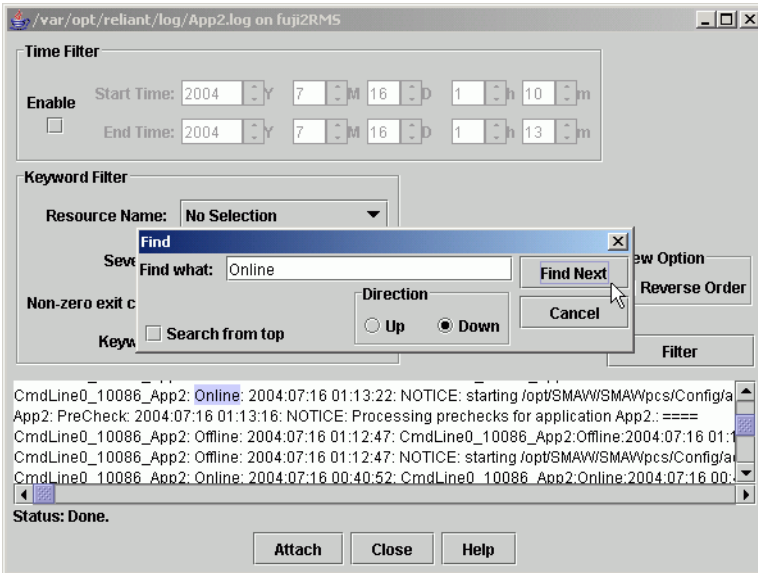 /var/opt/reliant/log/App2.log on fuji2RMS
Time Filter
Enable
Start Time: 2004 Y 7 M 16 D 1 h 10 m
End Time: 2004 Y 7 M 16 D 1 h 13 m
Keyword Filter
Resource Name: No Selection
Find
Find what: Online
Find Next
Direction
Up Down
Search from top
Cancel
Non-zero exit c
View Option
Reverse Order
Filter
CmdLine0_10086_App2: Online: 2004:07:16 01:13:22: NOTICE: starting /opt/SMAW/SMAWpcs/Config/a
App2: PreCheck: 2004:07:16 01:13:16: NOTICE: Processing prechecks for application App2.: ====
CmdLine0_10086_App2: Offline: 2004:07:16 01:12:47: CmdLine0_10086_App2:Offline:2004:07:16 01:1
CmdLine0_10086_App2: Offline: 2004:07:16 01:12:47: NOTICE: starting /opt/SMAW/SMAWpcs/Config/a
CmdLine0_10086_App2: Online: 2004:07:16 00:40:52: CmdLine0_10086_App2:Online:2004:07:16 00:
Status: Done.
Attach Close Help